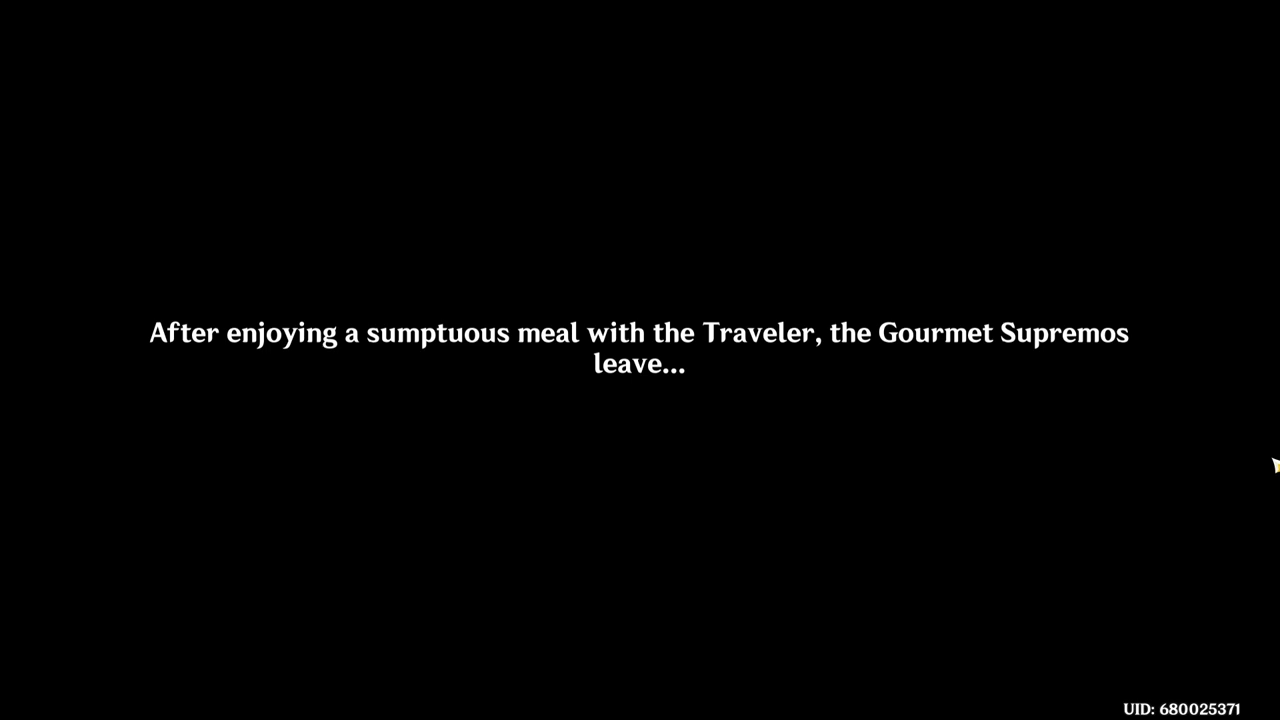 After enjoying a sumptuous meal with the Traveler, the Gourmet Supremos
leave...
UID: 680025371